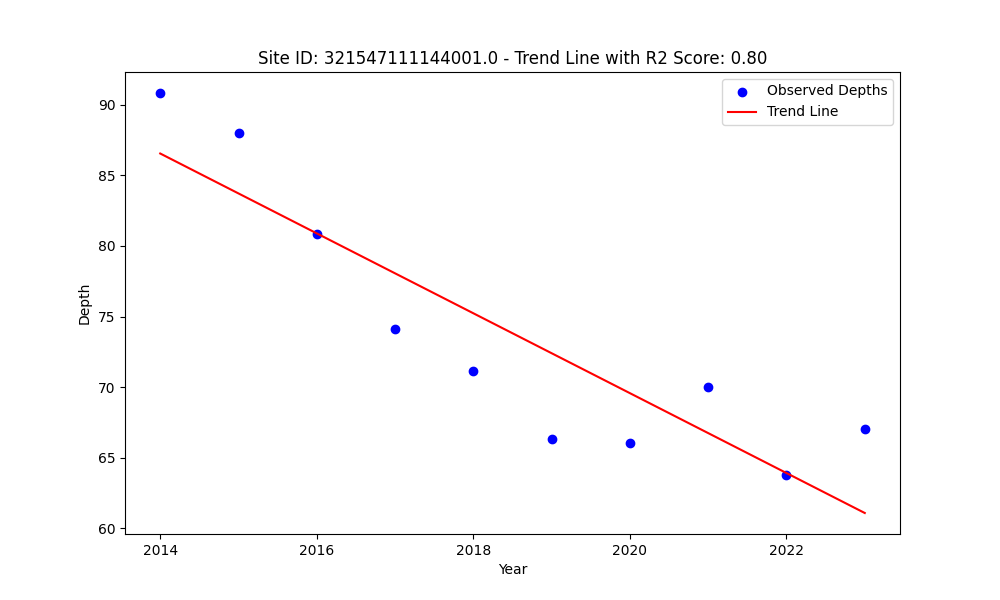 Site ID: 321547111144001.0 - Trend Line with R2 Score: 0.80
Observed Depths
Trend Line
90
85
80
75
70
65
60
Depth
2014
2016
2018
2020
2022
Year